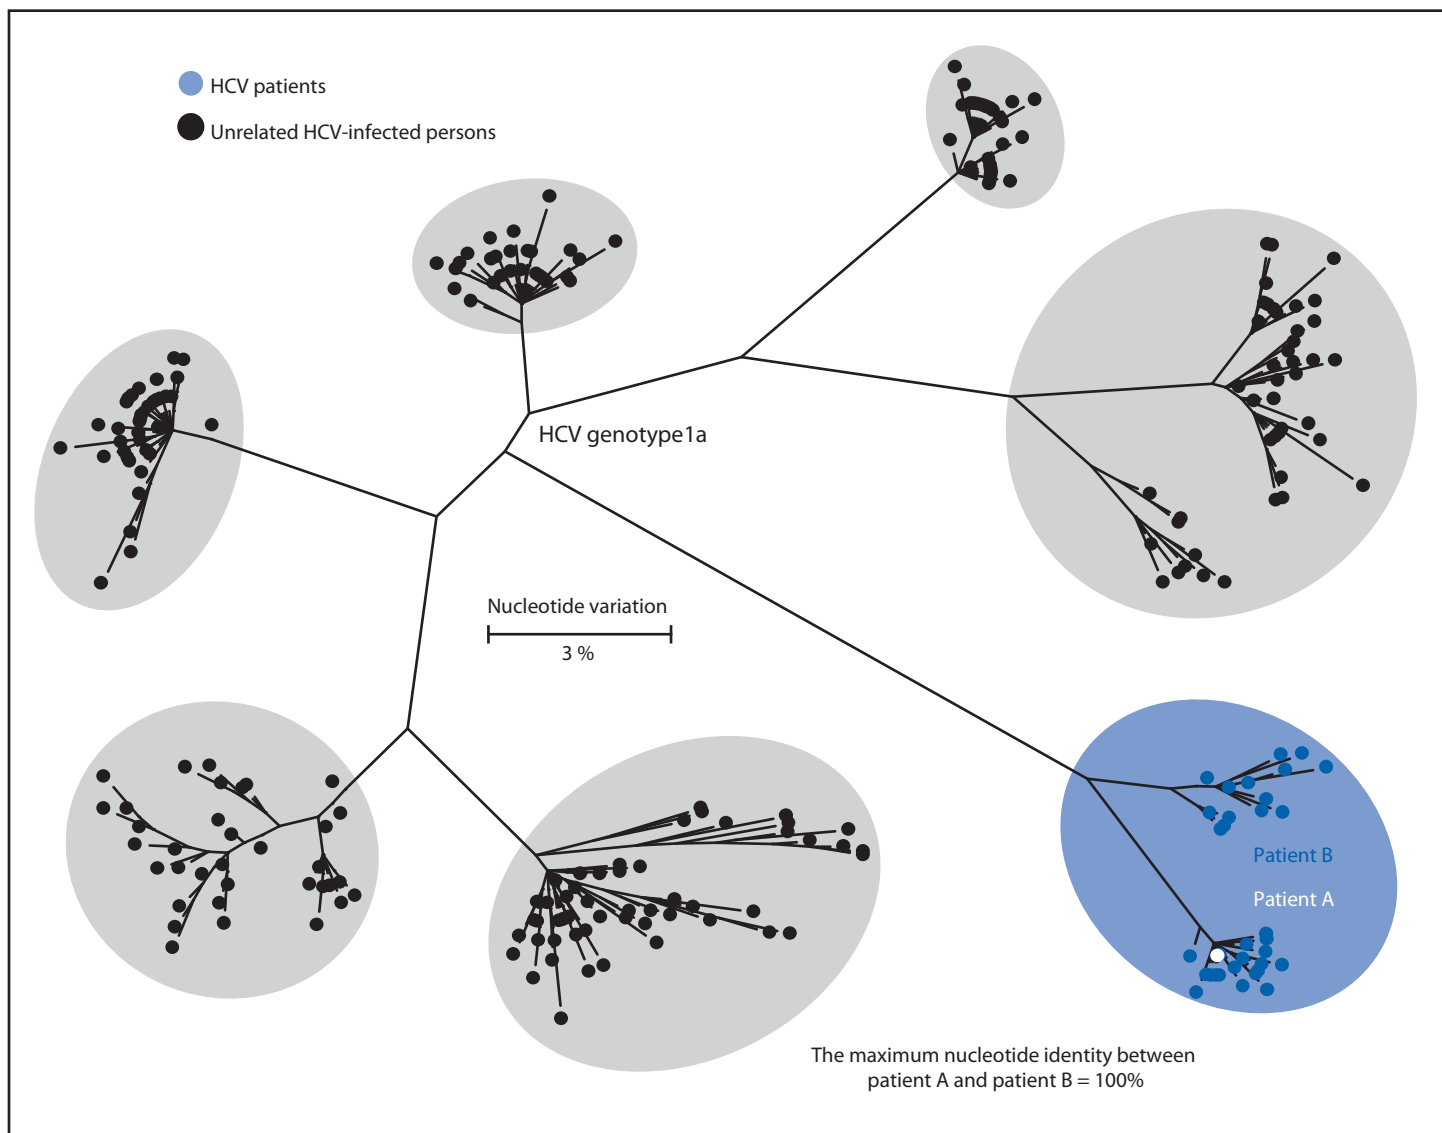 HCV patients
Unrelated HCV-infected persons
HCV genotype1a
Nucleotide variation
3 %
Patient B
Patient A
The maximum nucleotide identity between
patient A and patient B = 100%